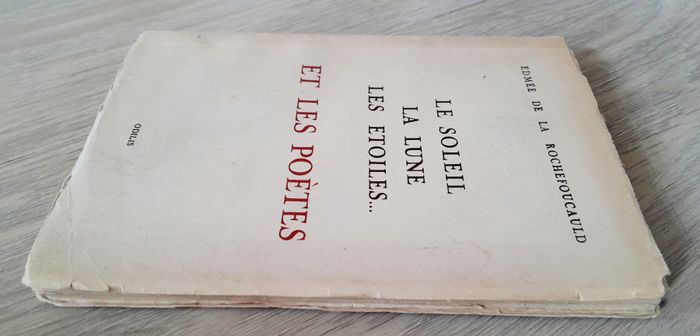 EDMÉE DE LA ROCHEFOUCAULD
LE SOLEIL
LA LUNE
LES ETOILES...
ET LES POÈTES
ODILIS